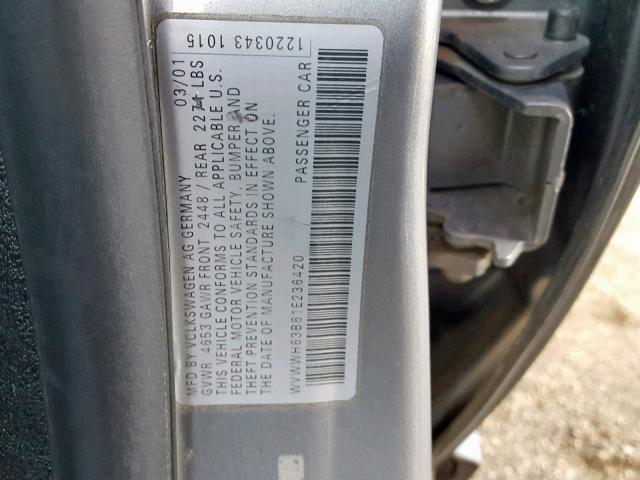 MFD BY VOLKSWAGEN AG GERMANY 03/01 1220343 1015
GVWR 4653 GAWR FRONT 2448 / REAR 2271 LBS
THIS VEHICLE CONFORMS TO ALL APPLICABLE U.S.
FEDERAL MOTOR VEHICLE SAFETY, BUMPER AND
THEFT PREVENTION STANDARDS IN EFFECT ON
THE DATE OF MANUFACTURE SHOWN ABOVE.
WVWWH63B61E236420 PASSENGER CAR